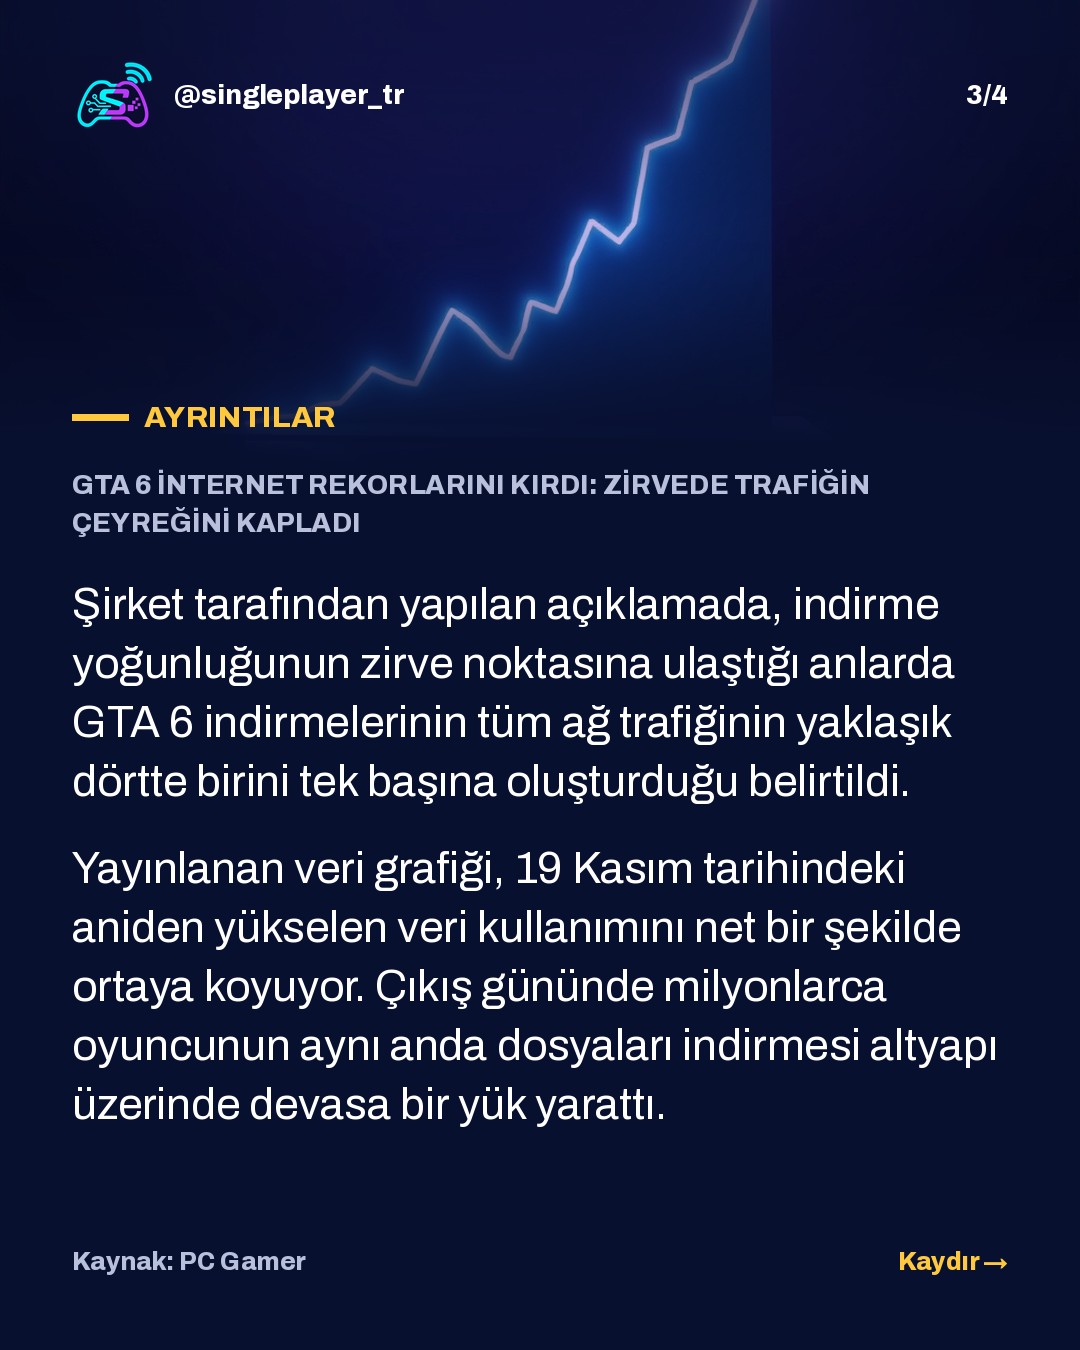 @singleplayer_tr
3/4
AYRINTILAR
GTA 6 İNTERNET REKORLARINI KIRDI: ZİRVEDE TRAFİĞİN
ÇEYREĞİNİ KAPLADI
Şirket tarafından yapılan açıklamada, indirme
yoğunluğunun zirve noktasına ulaştığı anlarda
GTA 6 indirmelerinin tüm ağ trafiğinin yaklaşık
dörtte birini tek başına oluşturduğu belirtildi.
Yayınlanan veri grafiği, 19 Kasım tarihindeki
aniden yükselen veri kullanımını net bir şekilde
ortaya koyuyor. Çıkış gününde milyonlarca
oyuncunun aynı anda dosyaları indirmesi altyapı
üzerinde devasa bir yük yarattı.
Kaynak: PC Gamer
Kaydır→